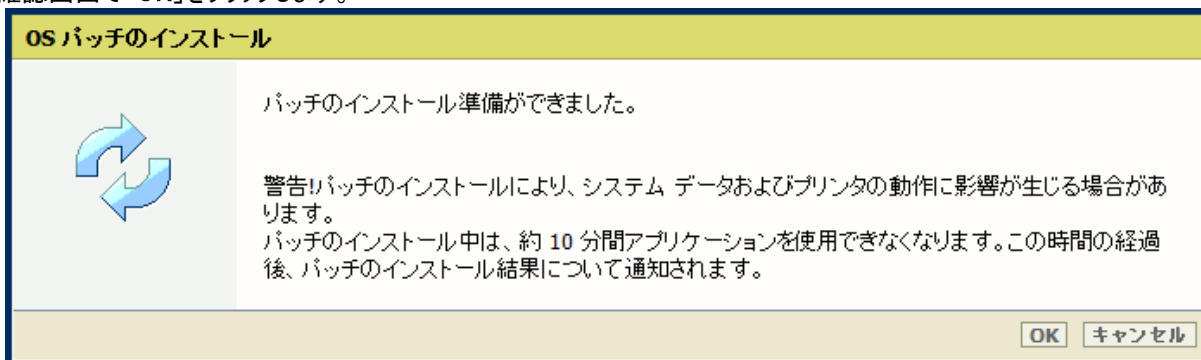 OS パッチのインストール
パッチのインストール準備ができました。
警告!パッチのインストールにより、システム データおよびプリンタの動作に影響が生じる場合があ
ります。
パッチのインストール中は、約 10 分間アプリケーションを使用できなくなります。この時間の経過
後、パッチのインストール結果について通知されます。
OK キャンセル